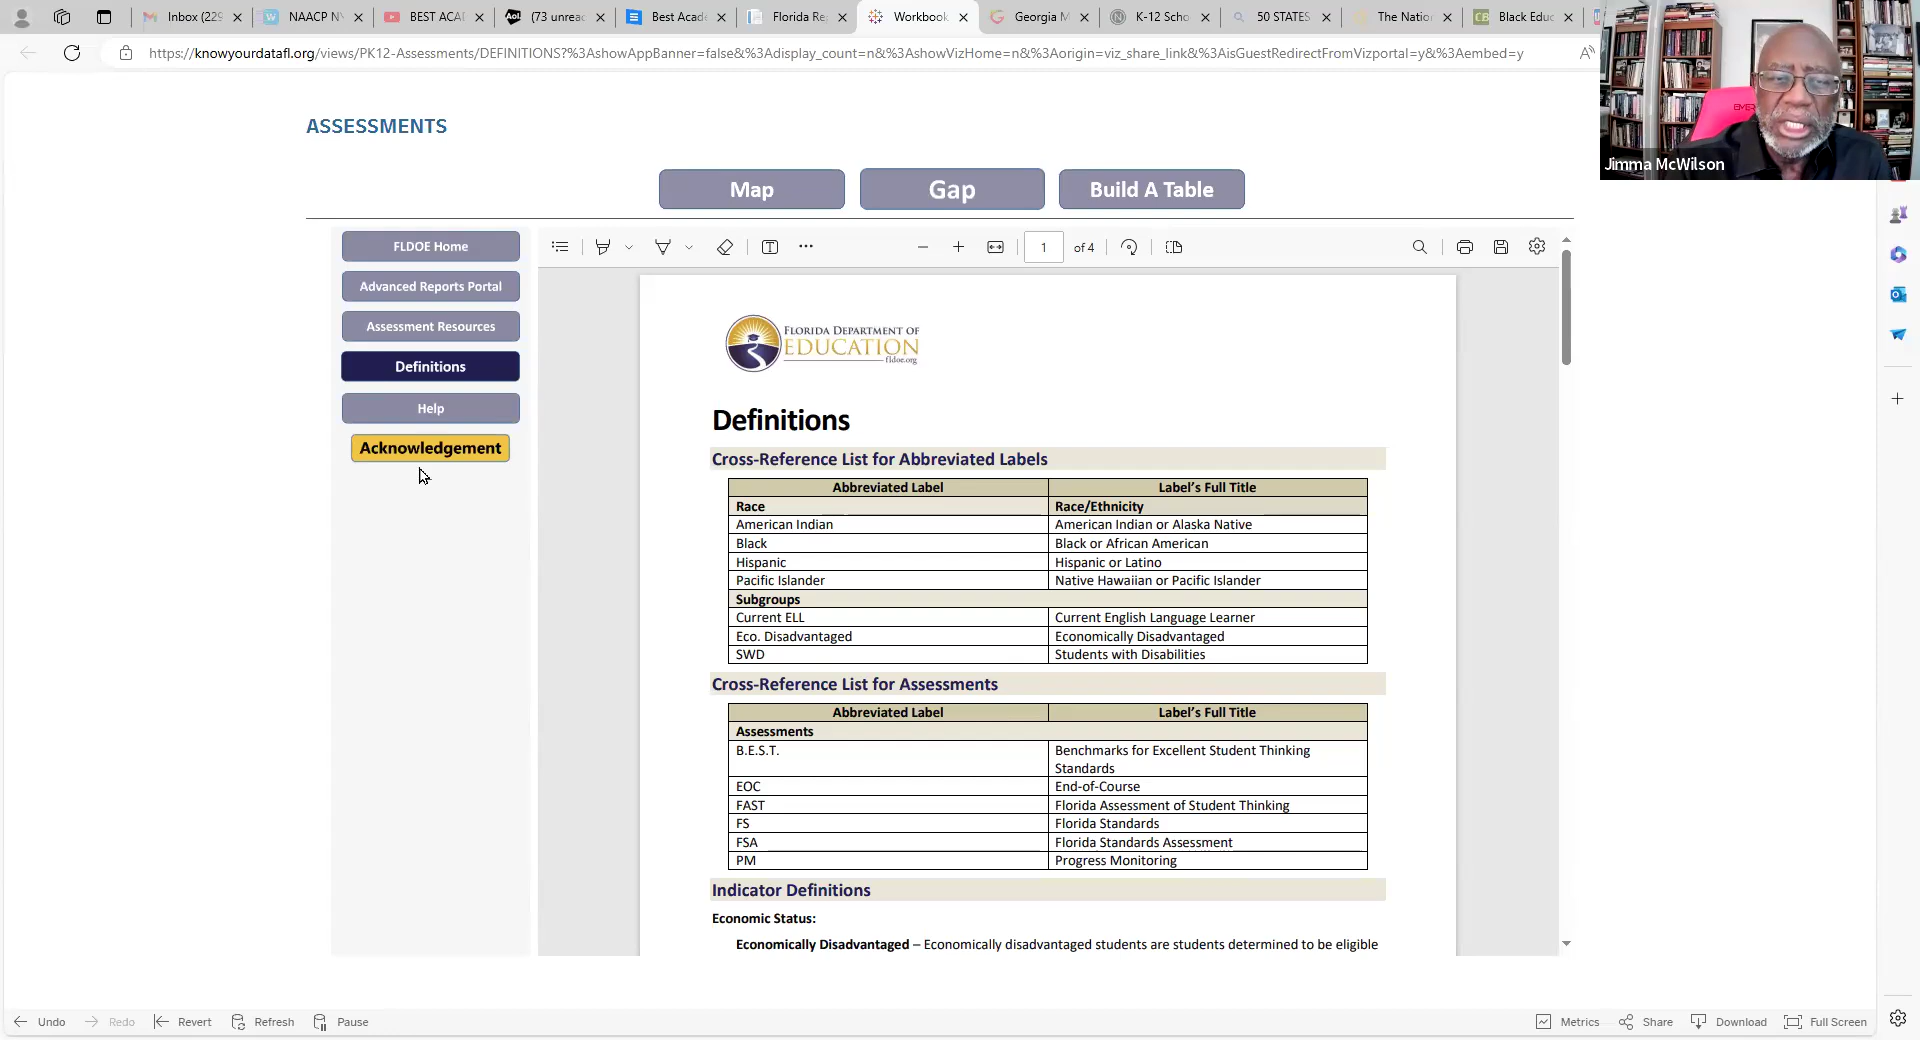 Inbox (229
NAACP NY
BEST ACAD
(73 unread
Best Acade
Florida Rep
Workbook
Georgia M
K-12 Scho
50 STATES
The Nation
Black Educ
https://knowyourdatafl.org/views/PK12-Assessments/DEFINITIONS?%3AshowAppBanner=false&%3Adisplay_count=n&%3AshowVizHome=n&%3Aorigin=viz_share_link&%3AisGuestRedirectFromVizportal=y&%3Aembed=y
Jimma McWilson
ASSESSMENTS
Map
Gap
Build A Table
FLDOE Home
Advanced Reports Portal
Assessment Resources
Definitions
Help
Acknowledgement
1 of 4
FLORIDA DEPARTMENT OF
EDUCATION
fldoe.org
Definitions
Cross-Reference List for Abbreviated Labels
Abbreviated Label Label's Full Title
Race Race/Ethnicity
American Indian American Indian or Alaska Native
Black Black or African American
Hispanic Hispanic or Latino
Pacific Islander Native Hawaiian or Pacific Islander
Subgroups
Current ELL Current English Language Learner
Eco. Disadvantaged Economically Disadvantaged
SWD Students with Disabilities
Cross-Reference List for Assessments
Abbreviated Label Label's Full Title
Assessments
B.E.S.T. Benchmarks for Excellent Student Thinking
Standards
EOC End-of-Course
FAST Florida Assessment of Student Thinking
FS Florida Standards
FSA Florida Standards Assessment
PM Progress Monitoring
Indicator Definitions
Economic Status:
Economically Disadvantaged – Economically disadvantaged students are students determined to be eligible
Undo
Redo
Revert
Refresh
Pause
Metrics
Share
Download
Full Screen